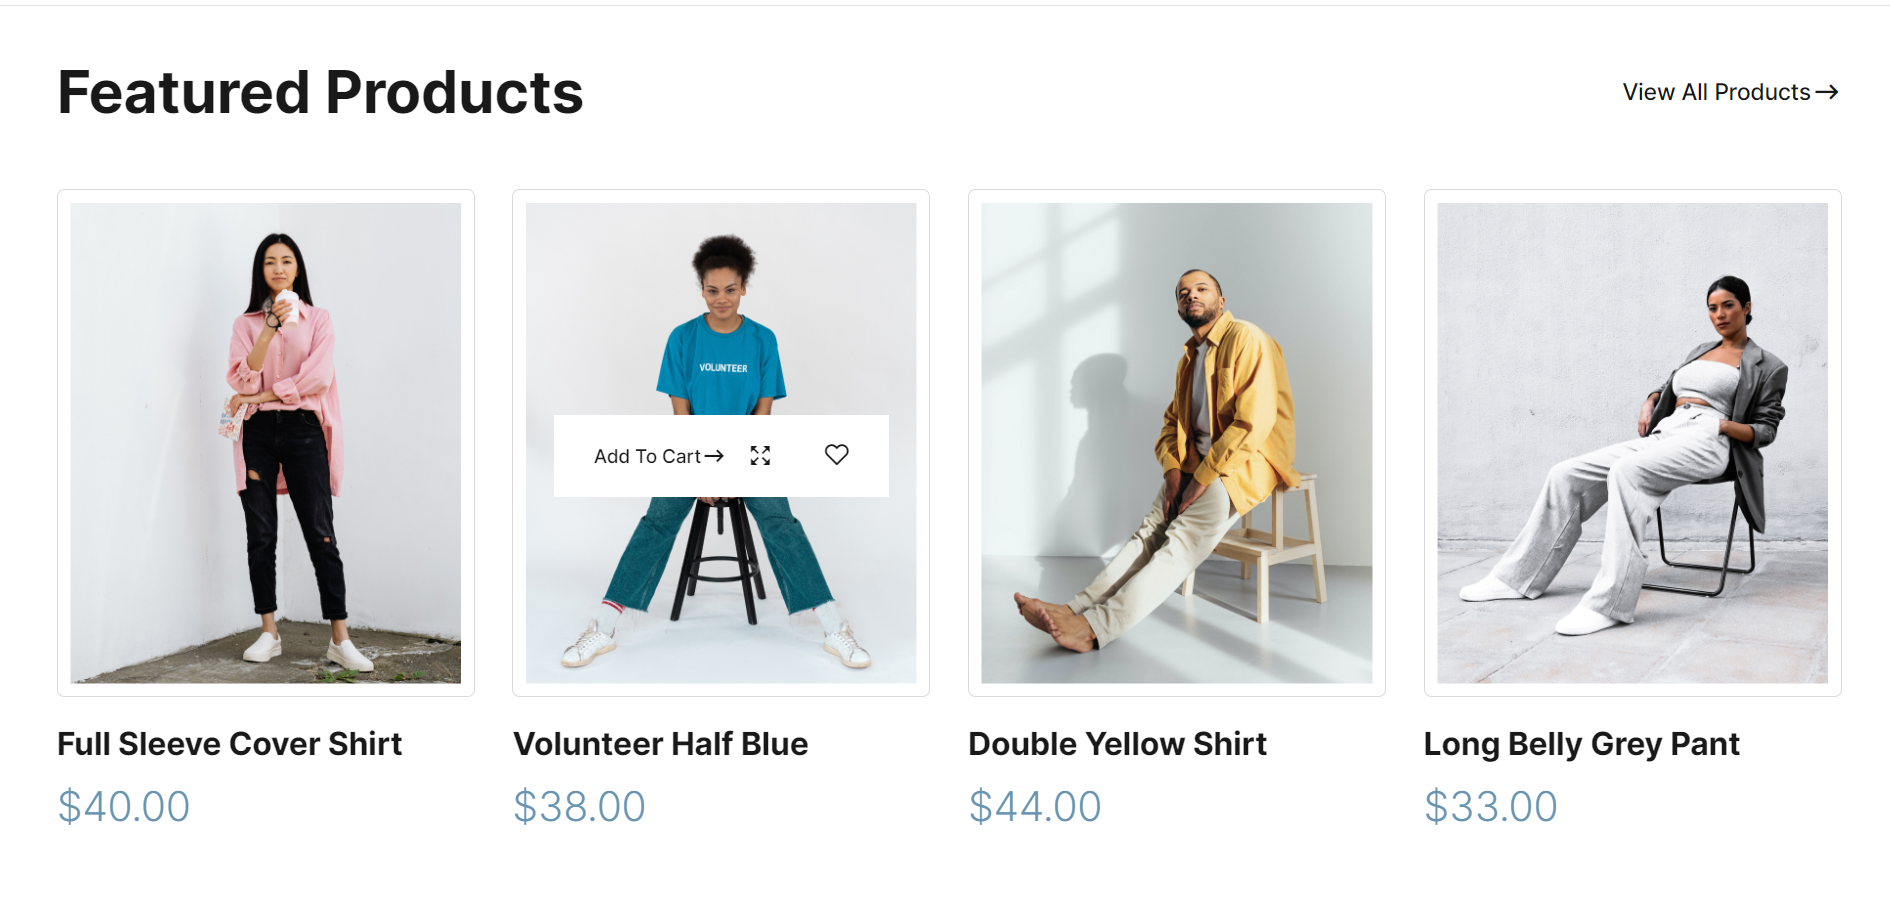 Featured Products
View All Products
VOLUNTEER
Add To Cart
Full Sleeve Cover Shirt
Volunteer Half Blue
Double Yellow Shirt
Long Belly Grey Pant
$40.00
$38.00
$44.00
$33.00